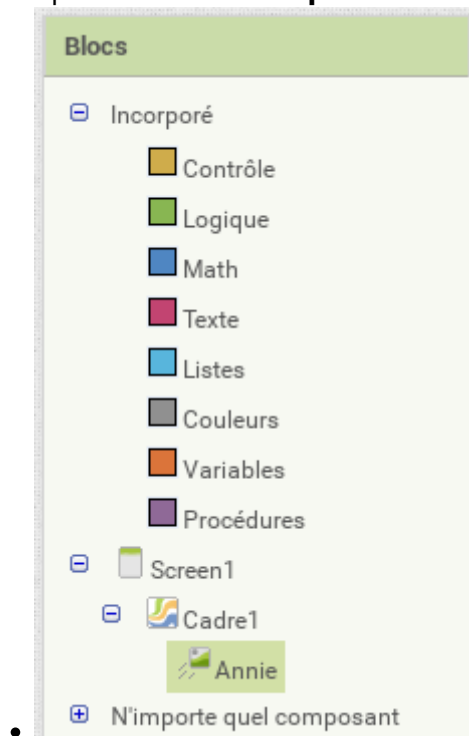 Blocs
Incorporé
Contrôle
Logique
Math
Texte
Listes
Couleurs
Variables
Procédures
Screen1
Cadre1
Annie
N'importe quel composant